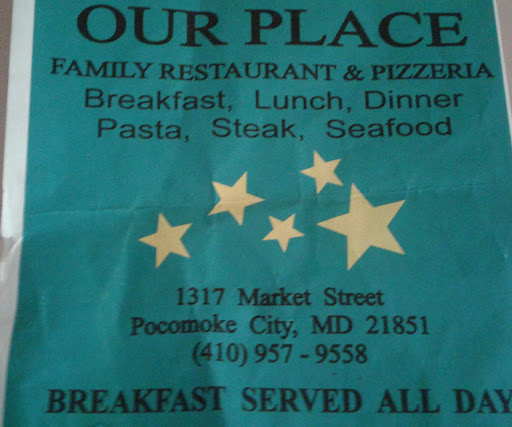 OUR PLACE
FAMILY RESTAURANT & PIZZERIA
Breakfast, Lunch, Dinner
Pasta, Steak, Seafood
1317 Market Street
Pocomoke City, MD 21851
(410) 957 - 9558
BREAKFAST SERVED ALL DAY